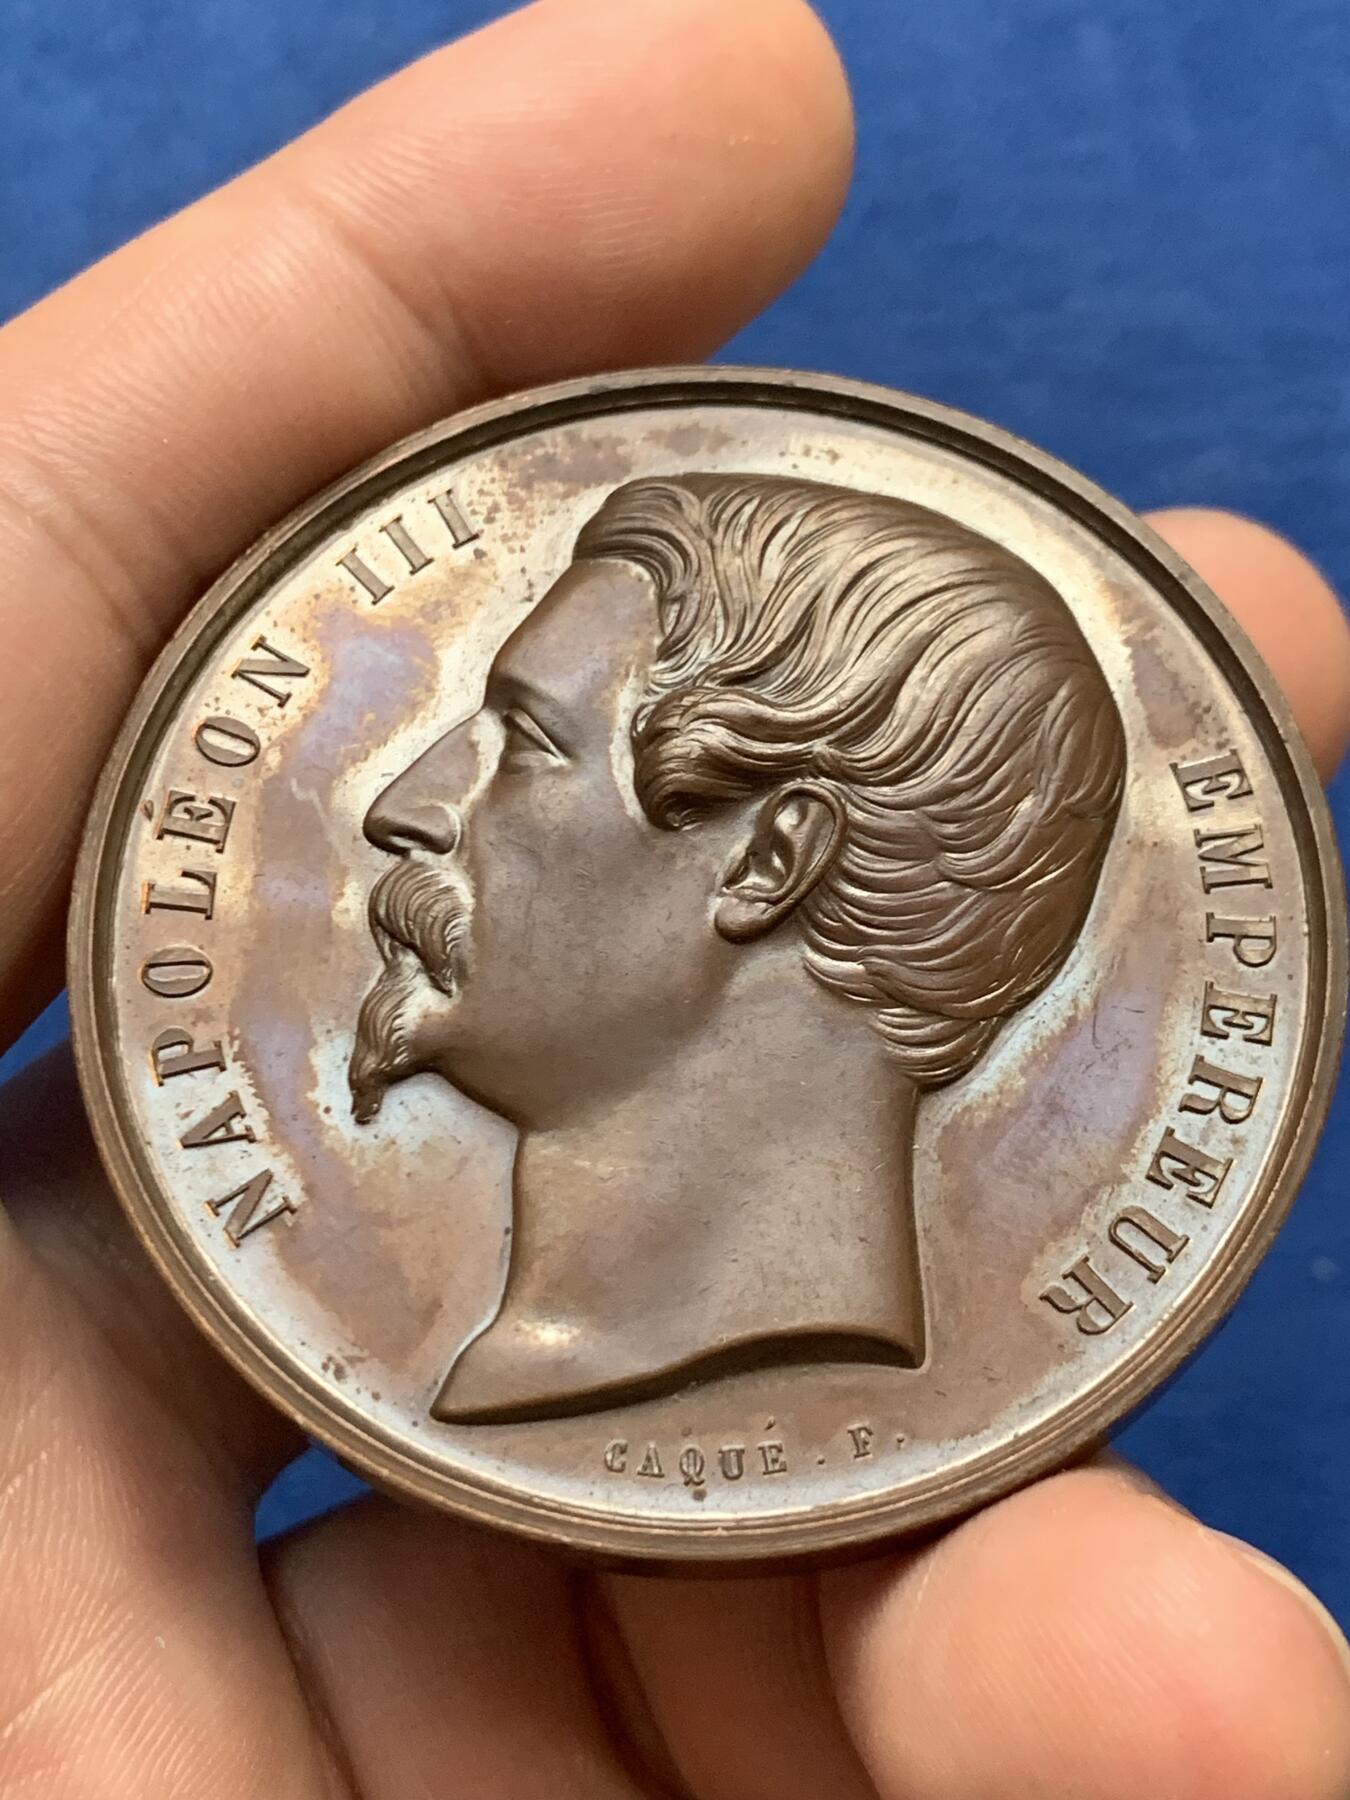 NAPOLÉON III
EMPEREUR
CAQUÉ . F.